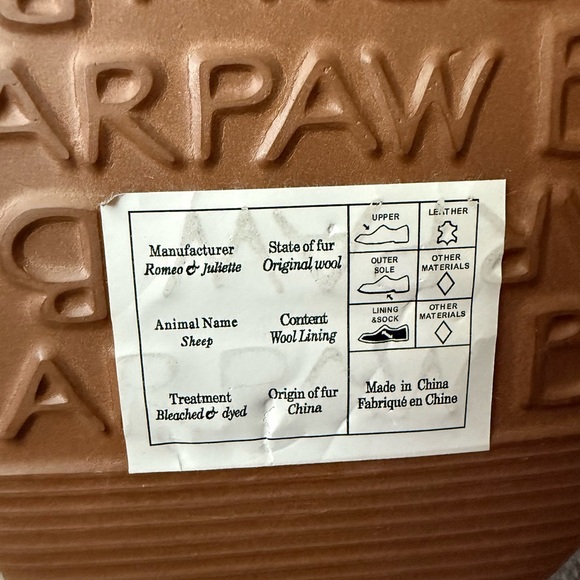 ARPAW B
Manufacturer
Romeo & Juliette
State of fur
Original wool
UPPER
LEATHER
OUTER
SOLE
OTHER
MATERIALS
Animal Name
Sheep
Content
Wool Lining
LINING
&SOCK
OTHER
MATERIALS
Treatment
Bleached & dyed
Origin of fur
China
Made in China
Fabriqué en Chine